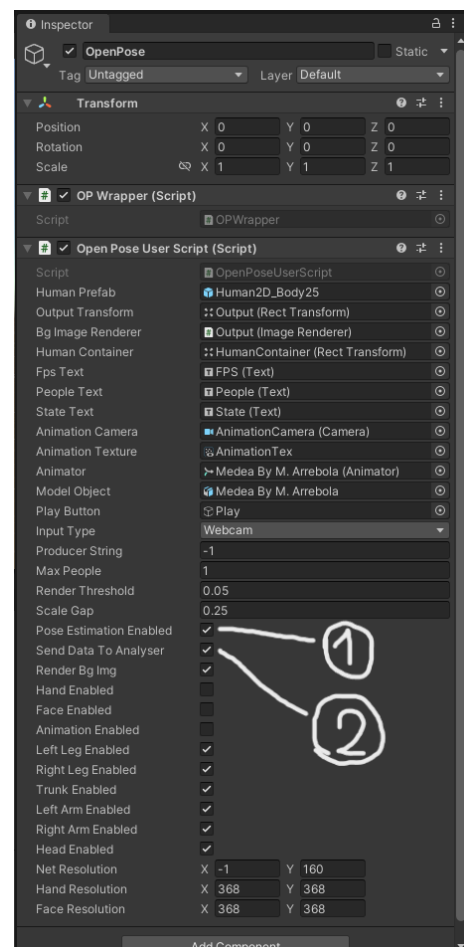 Inspector
OpenPose Static
Tag Untagged Layer Default
Transform
Position X 0 Y 0 Z 0
Rotation X 0 Y 0 Z 0
Scale X 1 Y 1 Z 1
# OP Wrapper (Script)
Script OPWrapper
# Open Pose User Script (Script)
Script OpenPoseUserScript
Human Prefab Human2D_Body25
Output Transform Output (Rect Transform)
Bg Image Renderer Output (Image Renderer)
Human Container HumanContainer (Rect Transform)
Fps Text FPS (Text)
People Text People (Text)
State Text State (Text)
Animation Camera AnimationCamera (Camera)
Animation Texture AnimationTex
Animator Medea By M. Arrebola (Animator)
Model Object Medea By M. Arrebola
Play Button Play
Input Type Webcam
Producer String -1
Max People 1
Render Threshold 0.05
Scale Gap 0.25
Pose Estimation Enabled 1
Send Data To Analyser 2
Render Bg Img
Hand Enabled
Face Enabled
Animation Enabled
Left Leg Enabled
Right Leg Enabled
Trunk Enabled
Left Arm Enabled
Right Arm Enabled
Head Enabled
Net Resolution X -1 Y 160
Hand Resolution X 368 Y 368
Face Resolution X 368 Y 368
Add Component